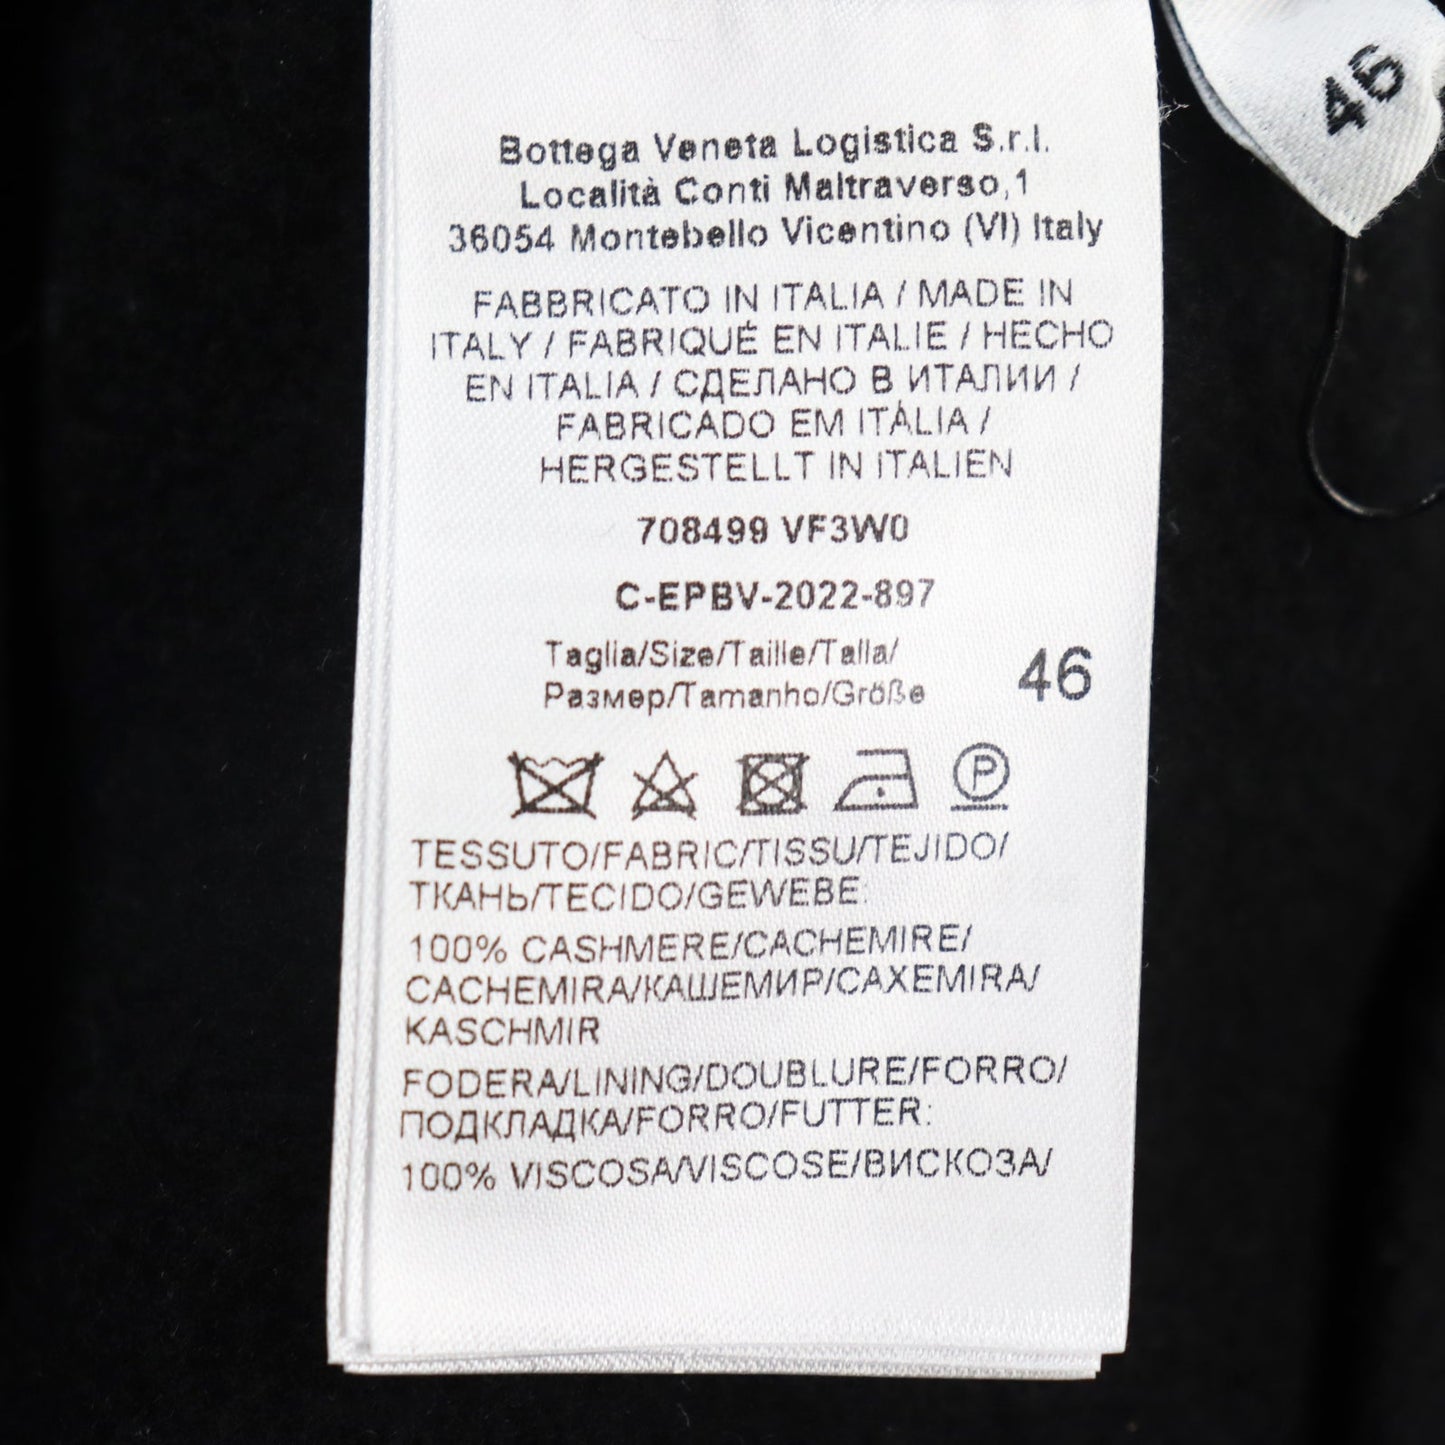 Bottega Veneta Logistica S.r.l.
Località Conti Maltraverso,1
36054 Montebello Vicentino (VI) Italy
FABBRICATO IN ITALIA / MADE IN
ITALY / FABRIQUÉ EN ITALIE / HECHO
EN ITALIA / СДЕЛАНО В ИТАЛИИ /
FABRICADO EM ITÁLIA /
HERGESTELLT IN ITALIEN
708499 VF3W0
C-EPBV-2022-897
Taglia/Size/Taille/Talla/
Размер/Tamanho/Größe
46
P
TESSUTO/FABRIC/TISSU/TEJIDO/
ТКАНЬ/TECIDO/GEWEBE:
100% CASHMERE/CACHEMIRE/
CACHEMIRA/КАШЕМИР/CAXEMIRA/
KASCHMIR
FODERA/LINING/DOUBLURE/FORRO/
ПОДКЛАДКА/FORRO/FUTTER:
100% VISCOSA/VISCOSE/ВИСКОЗА/
46